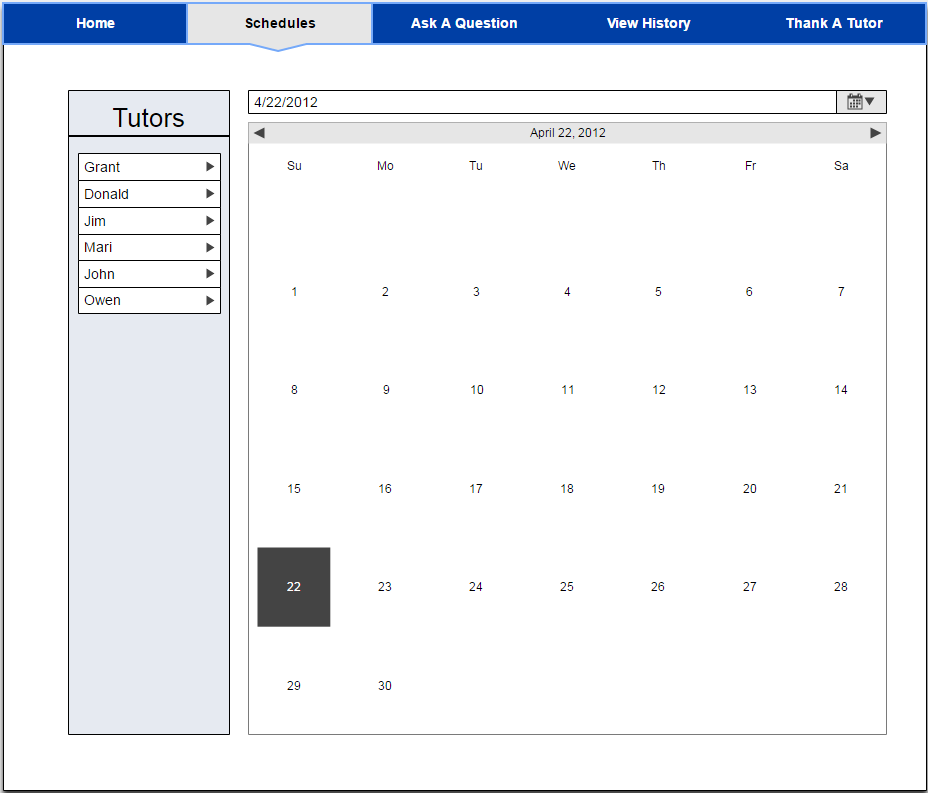 Home Schedules Ask A Question View History Thank A Tutor
Tutors
Grant
Donald
Jim
Mari
John
Owen
4/22/2012
April 22, 2012
Su Mo Tu We Th Fr Sa
1 2 3 4 5 6 7
8 9 10 11 12 13 14
15 16 17 18 19 20 21
22 23 24 25 26 27 28
29 30